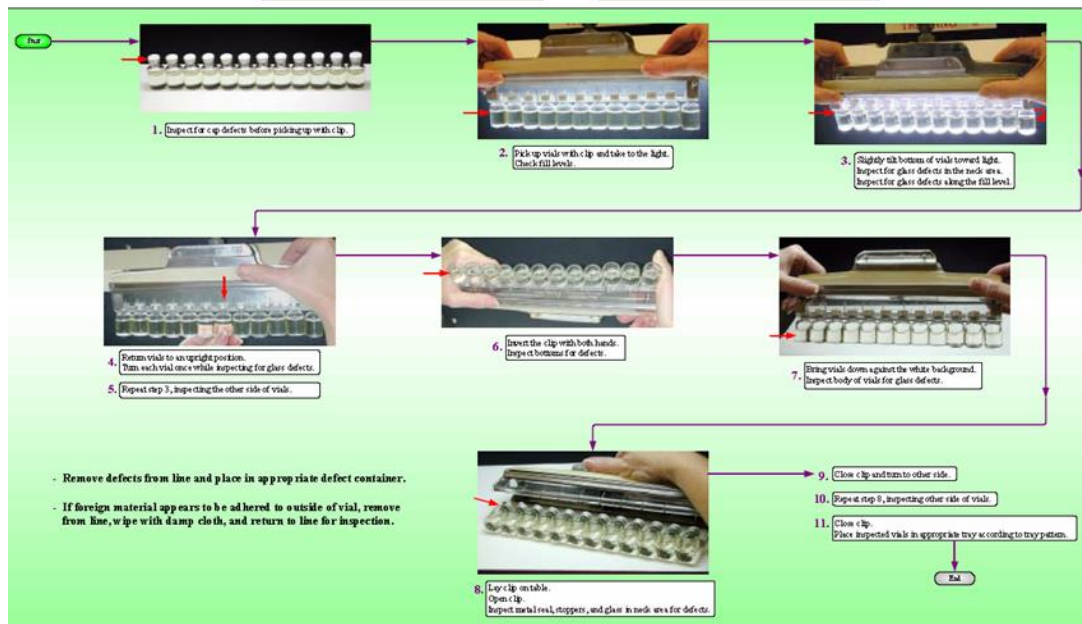 Start
1. Inspect for cap defects before picking up with clip.
2. Pick up vials with clip and take to the light.
Check fill levels.
3. Slightly tilt bottom of vials toward light.
Inspect for glass defects in the neck area.
Inspect for glass defects along the fill level.
4. Return vials to an upright position.
Turn each vial once while inspecting for glass defects.
5. Repeat step 3, inspecting the other side of vials.
6. Invert the clip with both hands.
Inspect bottoms for defects.
7. Bring vials down against the white background.
Inspect body of vials for glass defects.
8. Lay clip on table.
Open clip.
Inspect metal seal, stoppers, and glass in neck area for defects.
- Remove defects from line and place in appropriate defect container.
- If foreign material appears to be adhered to outside of vial, remove
from line, wipe with damp cloth, and return to line for inspection.
9. Close clip and turn to other side.
10. Repeat step 8, inspecting other side of vials.
11. Close clip.
Place inspected vials in appropriate tray according to tray pattern.
End